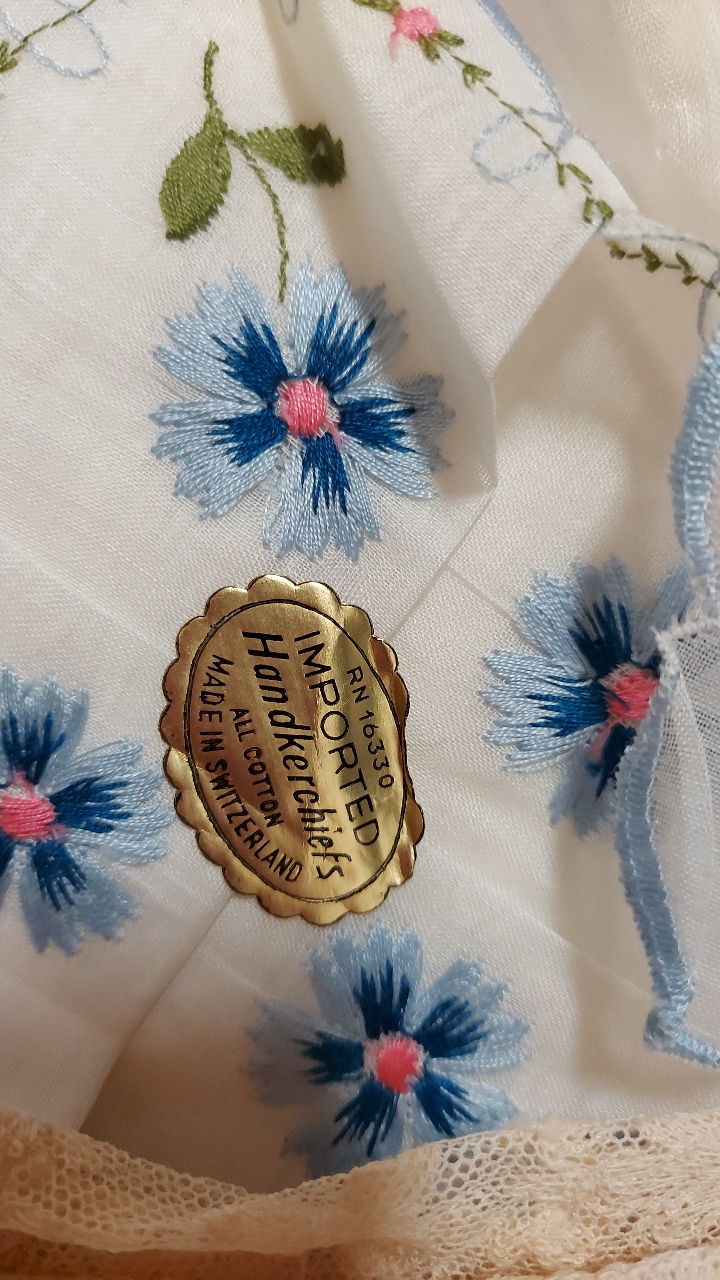 RN 16330
IMPORTED
Handkerchiefs
ALL COTTON
MADE IN SWITZERLAND